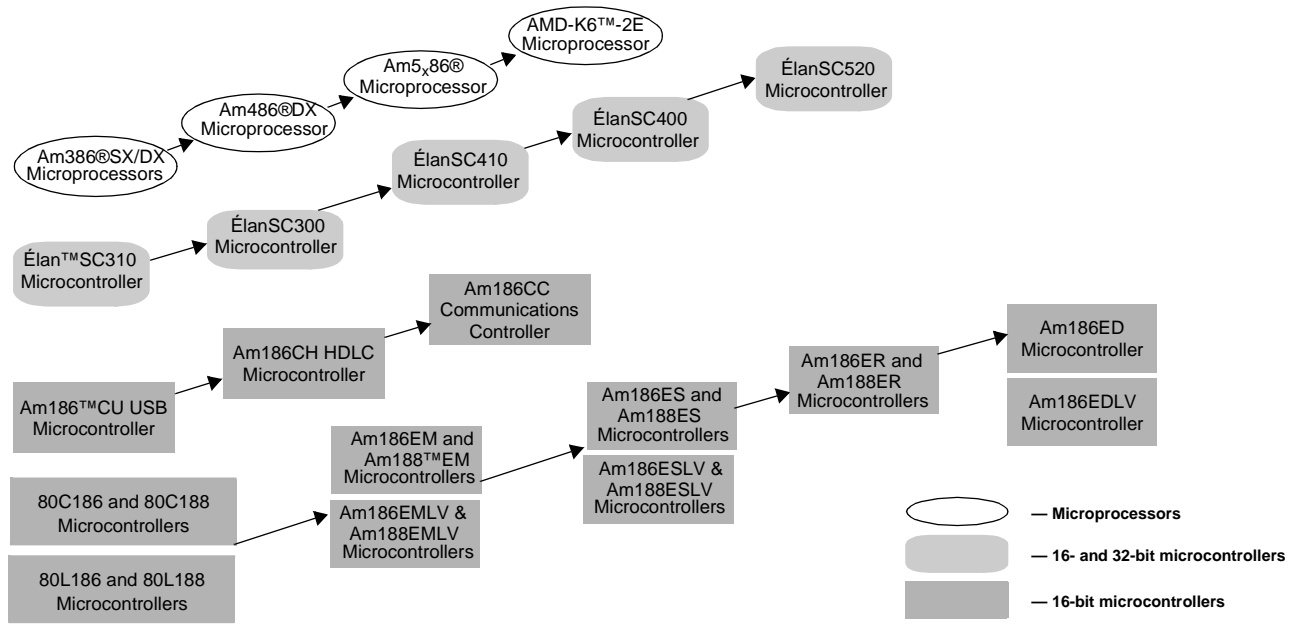 AMD-K6™-2E
Microprocessor
Am5x86®
Microprocessor
Am486®DX
Microprocessor
Am386®SX/DX
Microprocessors
ÉlanSC520
Microcontroller
ÉlanSC400
Microcontroller
ÉlanSC410
Microcontroller
ÉlanSC300
Microcontroller
Élan™SC310
Microcontroller
Am186CC
Communications
Controller
Am186CH HDLC
Microcontroller
Am186™CU USB
Microcontroller
Am186ED
Microcontroller
Am186EDLV
Microcontroller
Am186ER and
Am188ER
Microcontrollers
Am186ES and
Am188ES
Microcontrollers
Am186ESLV &
Am188ESLV
Microcontrollers
Am186EM and
Am188™EM
Microcontrollers
Am186EMLV &
Am188EMLV
Microcontrollers
80C186 and 80C188
Microcontrollers
80L186 and 80L188
Microcontrollers
— Microprocessors
— 16- and 32-bit microcontrollers
— 16-bit microcontrollers